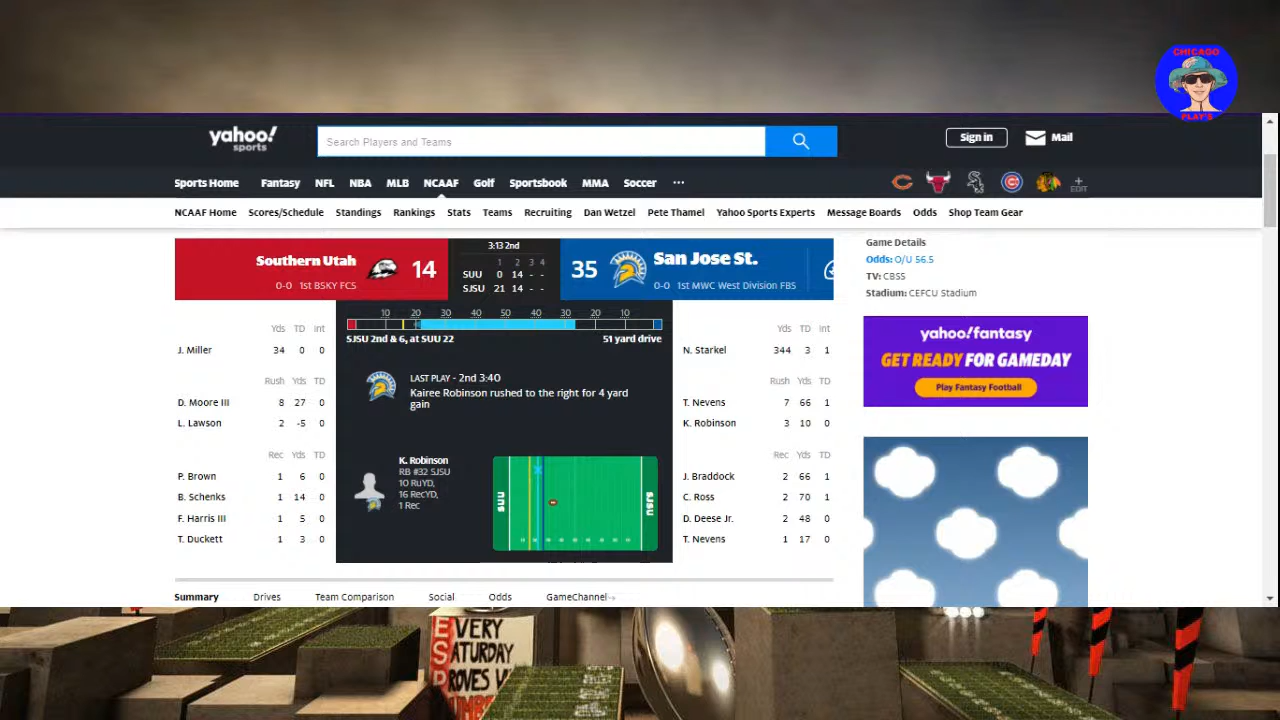 CHICAGO
PLAY'S
yahoo!
sports
Search Players and Teams
Sign in
Mail
Sports Home Fantasy NFL NBA MLB NCAAF Golf Sportsbook MMA Soccer ...
EDIT
NCAAF Home Scores/Schedule Standings Rankings Stats Teams Recruiting Dan Wetzel Pete Thamel Yahoo Sports Experts Message Boards Odds Shop Team Gear
Southern Utah 14
0-0 1st BSKY FCS
3:13 2nd
1 2 3 4
SUU 0 14 - -
SJSU 21 14 - -
35 San Jose St.
0-0 1st MWC West Division FBS
Game Details
Odds: O/U 56.5
TV: CBSS
Stadium: CEFCU Stadium
10 20 30 40 50 40 30 20 10
SJSU 2nd & 6, at SUU 22 51 yard drive
LAST PLAY - 2nd 3:40
Kairee Robinson rushed to the right for 4 yard
gain
K. Robinson
RB #32 SJSU
10 RuYD,
16 RecYD,
1 Rec
SUU
SJSU
Yds TD Int
J. Miller 34 0 0
Rush Yds TD
D. Moore III 8 27 0
L. Lawson 2 -5 0
Rec Yds TD
P. Brown 1 6 0
B. Schenks 1 14 0
F. Harris III 1 5 0
T. Duckett 1 3 0
Yds TD Int
N. Starkel 344 3 1
Rush Yds TD
T. Nevens 7 66 1
K. Robinson 3 10 0
Rec Yds TD
J. Braddock 2 66 1
C. Ross 2 70 1
D. Deese Jr. 2 48 0
T. Nevens 1 17 0
yahoo!fantasy
GET READY FOR GAMEDAY
Play Fantasy Football
Summary Drives Team Comparison Social Odds GameChannel
EVERY
SATURDAY
PROVES